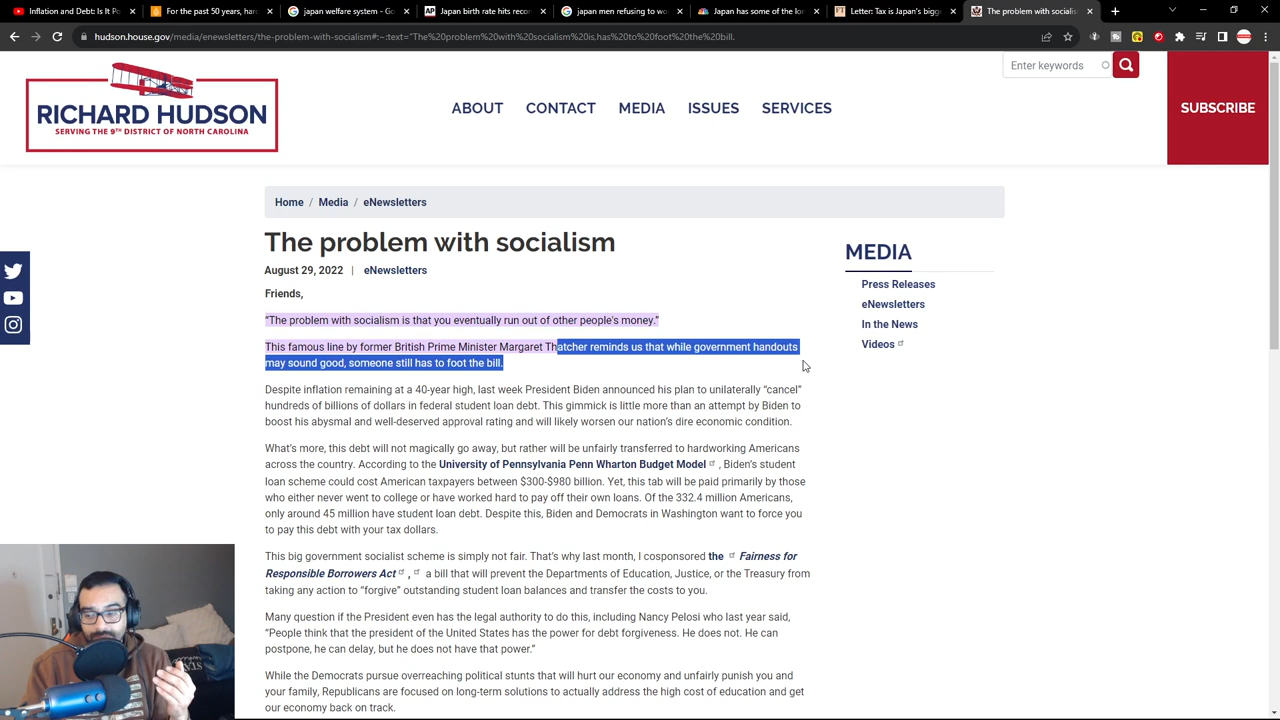 Inflation and Debt: Is It Po
For the past 50 years, har
japan welfare system - Go
Japan birth rate hits recor
japan men refusing to wo
Japan has some of the lon
Letter: Tax is Japan's bigge
The problem with socialis
hudson.house.gov/media/enewsletters/the-problem-with-socialism#:~:text="The%20problem%20with%20socialism%20is,has%20to%20foot%20the%20bill.
Enter keywords
RICHARD HUDSON
SERVING THE 9TH DISTRICT OF NORTH CAROLINA
ABOUT CONTACT MEDIA ISSUES SERVICES
SUBSCRIBE
Home / Media / eNewsletters
The problem with socialism
August 29, 2022 | eNewsletters
Friends,
“The problem with socialism is that you eventually run out of other people's money.”
This famous line by former British Prime Minister Margaret Thatcher reminds us that while government handouts
may sound good, someone still has to foot the bill.
Despite inflation remaining at a 40-year high, last week President Biden announced his plan to unilaterally “cancel”
hundreds of billions of dollars in federal student loan debt. This gimmick is little more than an attempt by Biden to
boost his abysmal and well-deserved approval rating and will likely worsen our nation’s dire economic condition.
What’s more, this debt will not magically go away, but rather will be unfairly transferred to hardworking Americans
across the country. According to the University of Pennsylvania Penn Wharton Budget Model , Biden’s student
loan scheme could cost American taxpayers between $300-$980 billion. Yet, this tab will be paid primarily by those
who either never went to college or have worked hard to pay off their own loans. Of the 332.4 million Americans,
only around 45 million have student loan debt. Despite this, Biden and Democrats in Washington want to force you
to pay this debt with your tax dollars.
This big government socialist scheme is simply not fair. That’s why last month, I cosponsored the Fairness for
Responsible Borrowers Act , a bill that will prevent the Departments of Education, Justice, or the Treasury from
taking any action to “forgive” outstanding student loan balances and transfer the costs to you.
Many question if the President even has the legal authority to do this, including Nancy Pelosi who last year said,
“People think that the president of the United States has the power for debt forgiveness. He does not. He can
postpone, he can delay, but he does not have that power.”
While the Democrats pursue overreaching political stunts that will hurt our economy and unfairly punish you and
your family, Republicans are focused on long-term solutions to actually address the high cost of education and get
our economy back on track.
MEDIA
Press Releases
eNewsletters
In the News
Videos